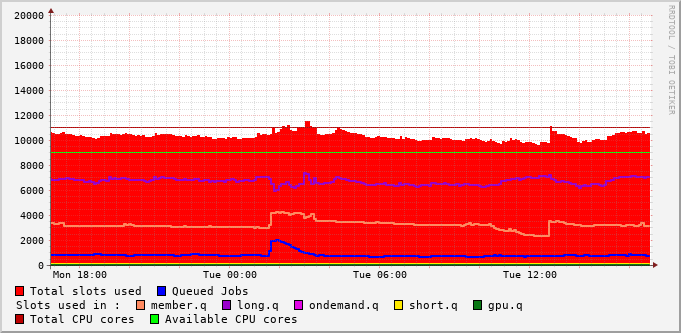 20000
18000
16000
14000
12000
10000
8000
6000
4000
2000
0
Mon 18:00 Tue 00:00 Tue 06:00 Tue 12:00
RRDTOOL / TOBI OETIKER
Total slots used Queued Jobs
Slots used in : member.q long.q ondemand.q short.q gpu.q
Total CPU cores Available CPU cores